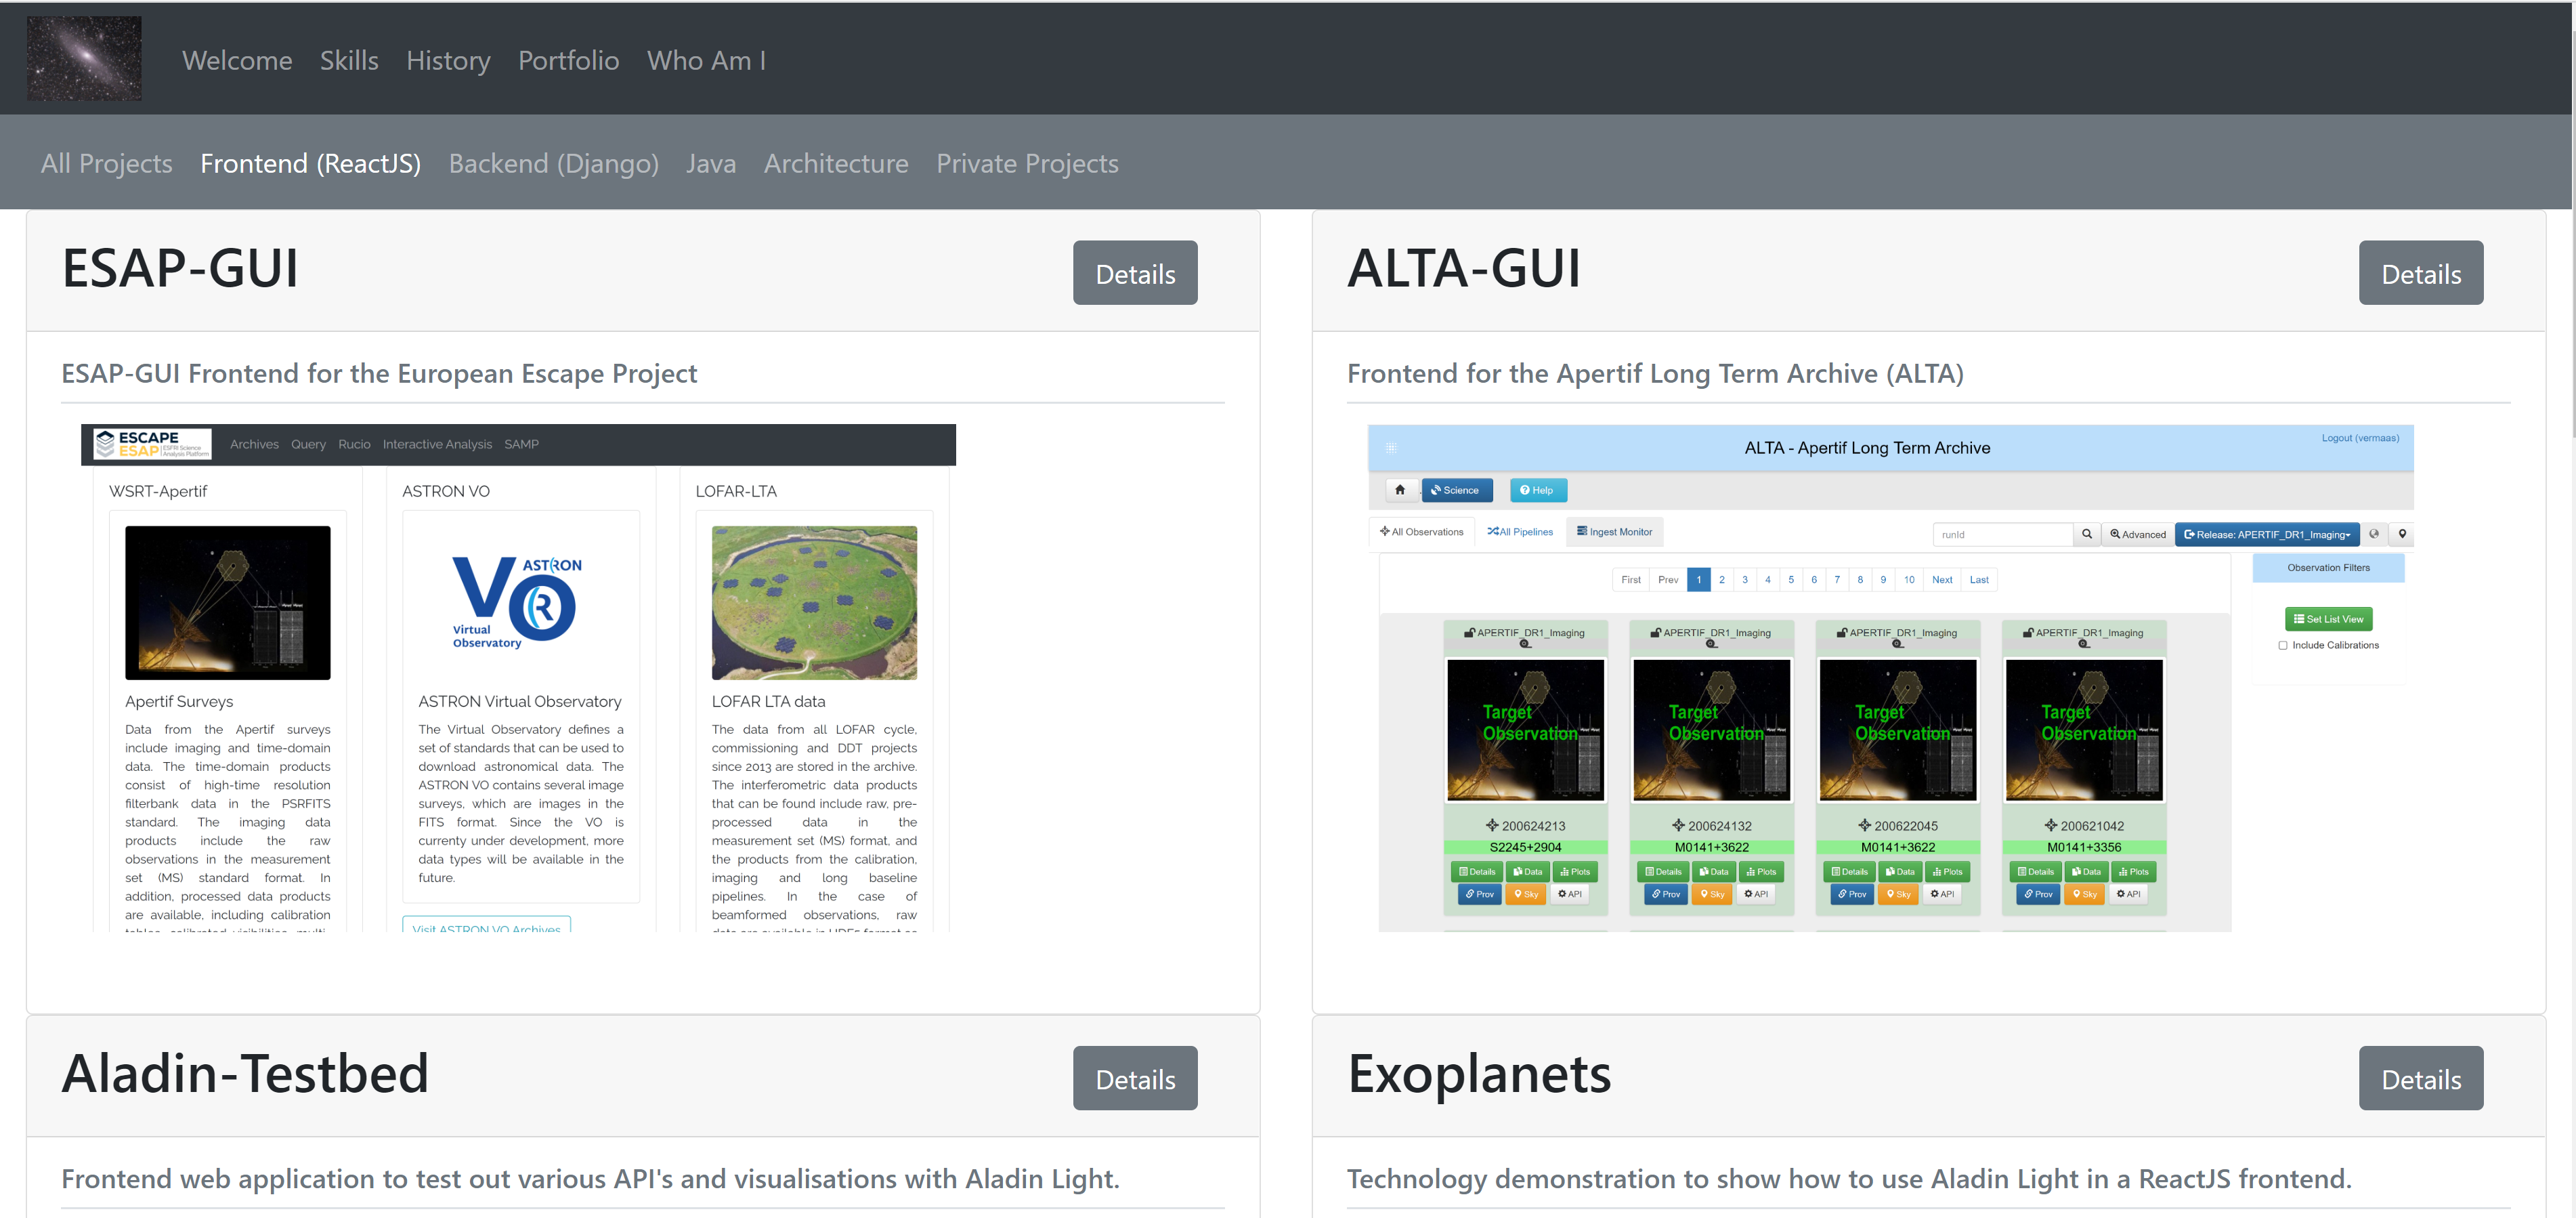 Welcome Skills History Portfolio Who Am I
All Projects Frontend (ReactJS) Backend (Django) Java Architecture Private Projects
ESAP-GUI
Details
ESAP-GUI Frontend for the European Escape Project
ESCAPE
ESAP
ESFRI Science
Analysis Platform
Archives Query Rucio Interactive Analysis SAMP
WSRT-Apertif
Apertif Surveys
Data from the Apertif surveys
include imaging and time-domain
data. The time-domain products
consist of high-time resolution
filterbank data in the PSRFITS
standard. The imaging data
products include the raw
observations in the measurement
set (MS) standard format. In
addition, processed data products
are available, including calibration
tables, calibrated visibilities, multi-
ASTRON VO
VO
ASTRON
Virtual
Observatory
ASTRON Virtual Observatory
The Virtual Observatory defines a
set of standards that can be used to
download astronomical data. The
ASTRON VO contains several image
surveys, which are images in the
FITS format. Since the VO is
currenty under development, more
data types will be available in the
future.
Visit ASTRON VO Archives
LOFAR-LTA
LOFAR LTA data
The data from all LOFAR cycle,
commissioning and DDT projects
since 2013 are stored in the archive.
The interferometric data products
that can be found include raw, pre-
processed data in the
measurement set (MS) format, and
the products from the calibration,
imaging and long baseline
pipelines. In the case of
beamformed observations, raw
data are available in HDF5 format or
ALTA-GUI
Details
Frontend for the Apertif Long Term Archive (ALTA)
ALTA - Apertif Long Term Archive
Logout (vermaas)
Science Help
All Observations All Pipelines Ingest Monitor
runId Advanced Release: APERTIF_DR1_Imaging
First Prev 1 2 3 4 5 6 7 8 9 10 Next Last
Observation Filters
Set List View
Include Calibrations
APERTIF_DR1_Imaging
Target
Observation
200624213
S2245+2904
Details Data Plots
Prov Sky API
APERTIF_DR1_Imaging
Target
Observation
200624132
M0141+3622
Details Data Plots
Prov Sky API
APERTIF_DR1_Imaging
Target
Observation
200622045
M0141+3622
Details Data Plots
Prov Sky API
APERTIF_DR1_Imaging
Target
Observation
200621042
M0141+3356
Details Data Plots
Prov Sky API
Aladin-Testbed
Details
Frontend web application to test out various API's and visualisations with Aladin Light.
Exoplanets
Details
Technology demonstration to show how to use Aladin Light in a ReactJS frontend.